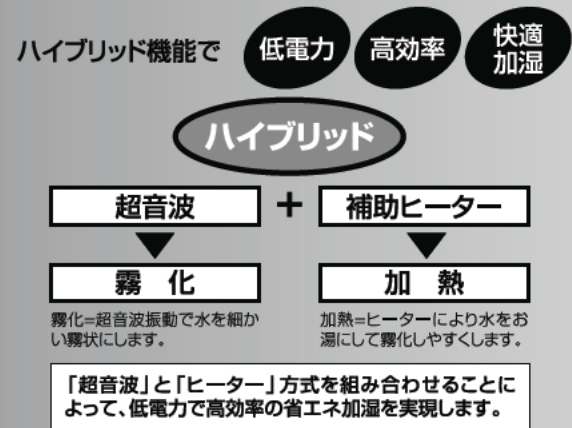 ハイブリッド機能で 低電力 高効率 快適
加湿
ハイブリッド
超音波 + 補助ヒーター
霧 化 加 熱
霧化=超音波振動で水を細か
い霧状にします。
加熱=ヒーターにより水をお
湯にして霧化しやすくします。
「超音波」と「ヒーター」方式を組み合わせることに
よって、低電力で高効率の省エネ加湿を実現します。